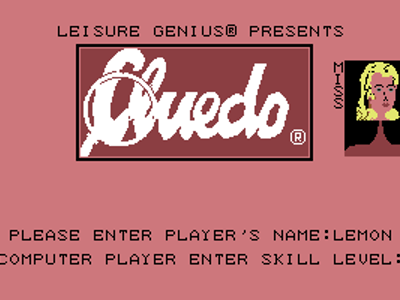 LEISURE GENIUS® PRESENTS
Cluedo®
MISS
PLEASE ENTER PLAYER'S NAME:LEMON
COMPUTER PLAYER ENTER SKILL LEVEL: